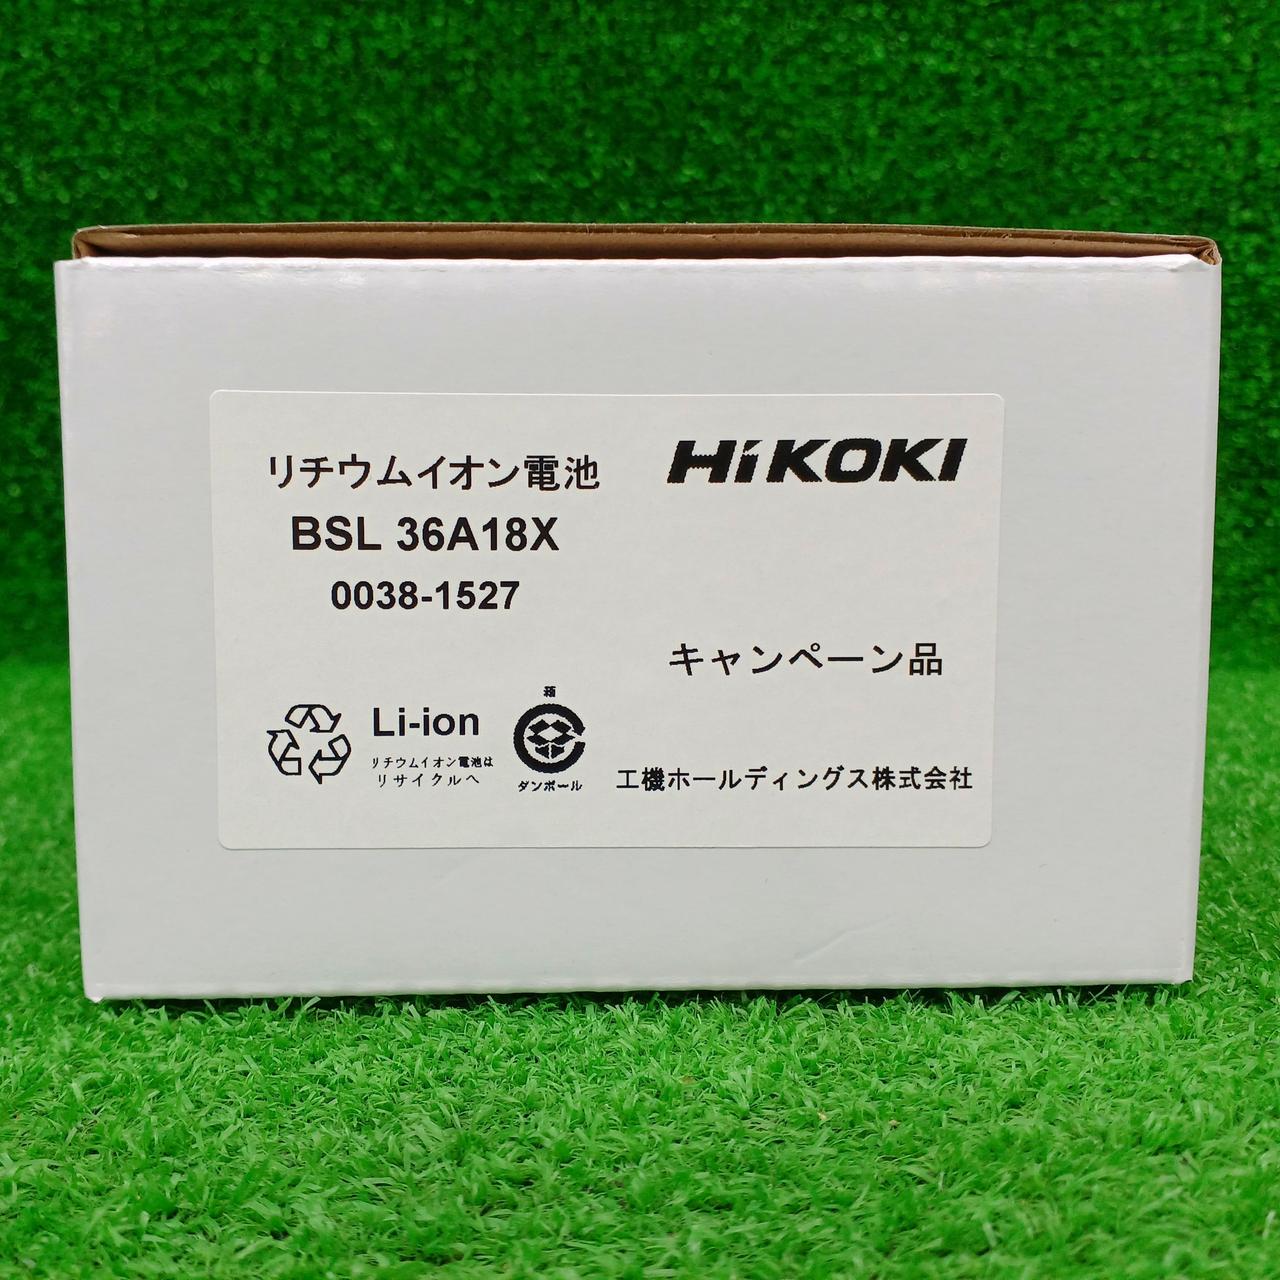 リチウムイオン電池
HiKOKI
BSL 36A18X
0038-1527
キャンペーン品
Li-ion
リチウムイオン電池は
リサイクルへ
箱
ダンボール
工機ホールディングス株式会社